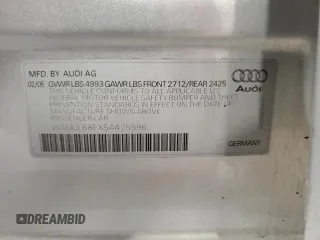 MFD. BY AUDI AG
02/05 GVWR LBS 4993 GAWR LBS FRONT 2712/REAR 2425
THIS VEHICLE CONFORMS TO ALL APPLICABLE U.S.
FEDERAL MOTOR VEHICLE SAFETY BUMPER AND THEFT
PREVENTION STANDARDS IN EFFECT ON THE DATE OF
MANUFACTURE SHOWN ABOVE
PASSENGER CAR
Audi
GERMANY
DREAMBID